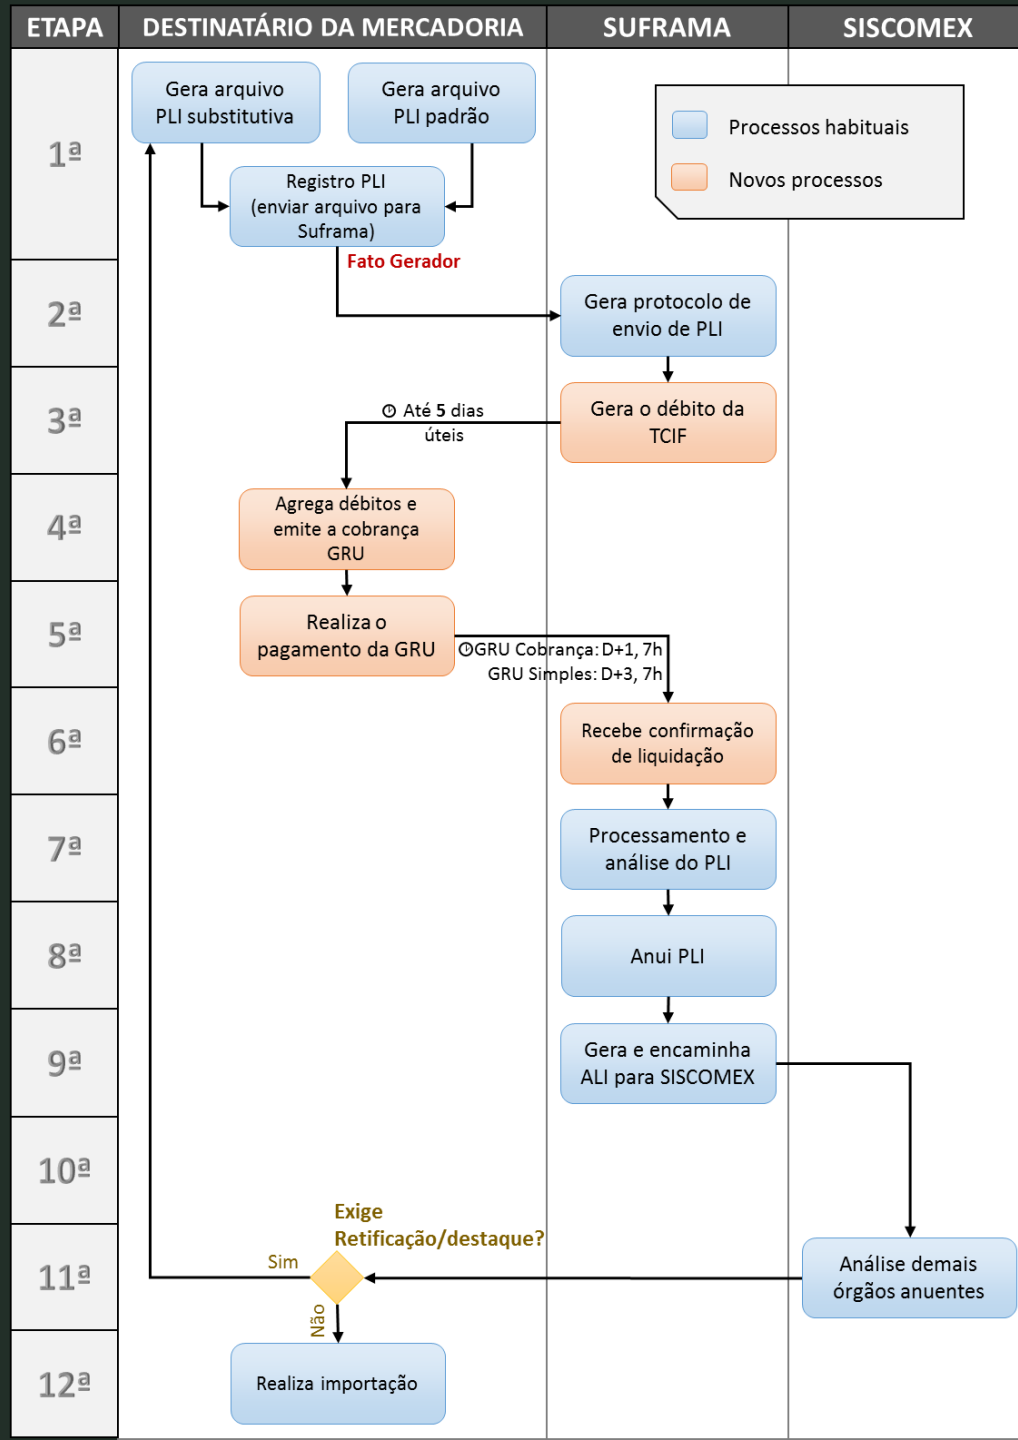 ETAPA
DESTINATÁRIO DA MERCADORIA
SUFRAMA
SISCOMEX
1ª
Gera arquivo
PLI substitutiva
Gera arquivo
PLI padrão
Processos habituais
Novos processos
Registro PLI
(enviar arquivo para
Suframa)
Fato Gerador
2ª
Gera protocolo de
envio de PLI
3ª
Até 5 dias
úteis
Gera o débito da
TCIF
4ª
Agrega débitos e
emite a cobrança
GRU
5ª
Realiza o
pagamento da GRU
GRU Cobrança: D+1, 7h
GRU Simples: D+3, 7h
6ª
Recebe confirmação
de liquidação
7ª
Processamento e
análise do PLI
8ª
Anui PLI
9ª
Gera e encaminha
ALI para SISCOMEX
10ª
Exige
Retificação/destaque?
11ª
Sim
Análise demais
órgãos anuentes
Não
12ª
Realiza importação